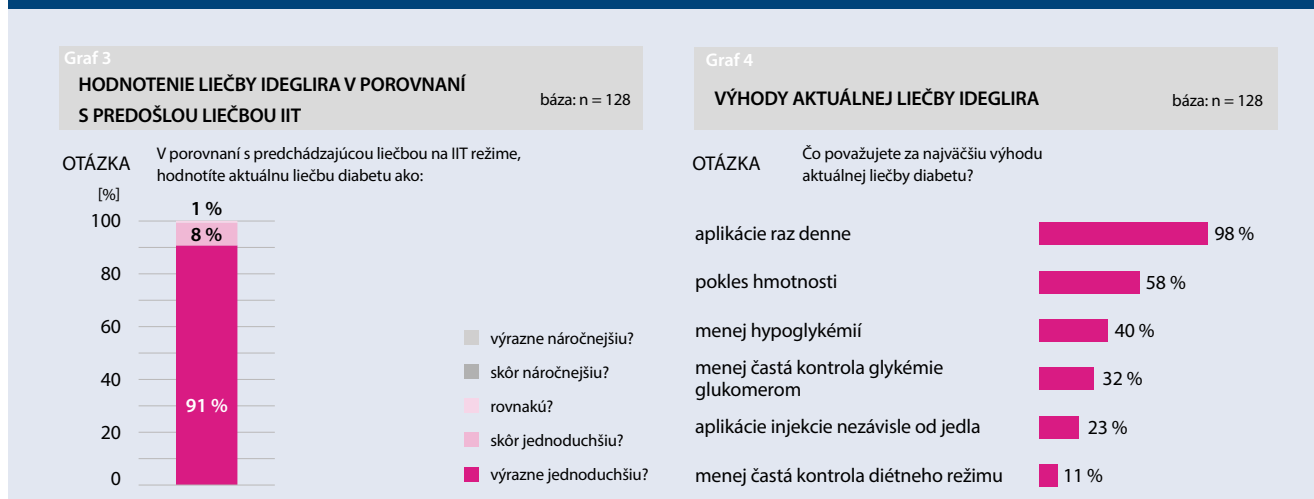 Graf 3
HODNOTENIE LIEČBY IDEGLIRA V POROVNANÍ
S PREDOŠLOU LIEČBOU IIT
báza: n = 128
OTÁZKA
V porovnaní s predchádzajúcou liečbou na IIT režime,
hodnotíte aktuálnu liečbu diabetu ako:
[%]
100
80
60
40
20
0
1 %
8 %
91 %
výrazne náročnejšiu?
skôr náročnejšiu?
rovnakú?
skôr jednoduchšiu?
výrazne jednoduchšiu?
Graf 4
VÝHODY AKTUÁLNEJ LIEČBY IDEGLIRA
báza: n = 128
OTÁZKA
Čo považujete za najväčšiu výhodu
aktuálnej liečby diabetu?
aplikácie raz denne
98 %
pokles hmotnosti
58 %
menej hypoglykémií
40 %
menej častá kontrola glykémie
glukomerom
32 %
aplikácie injekcie nezávisle od jedla
23 %
menej častá kontrola diétneho režimu
11 %